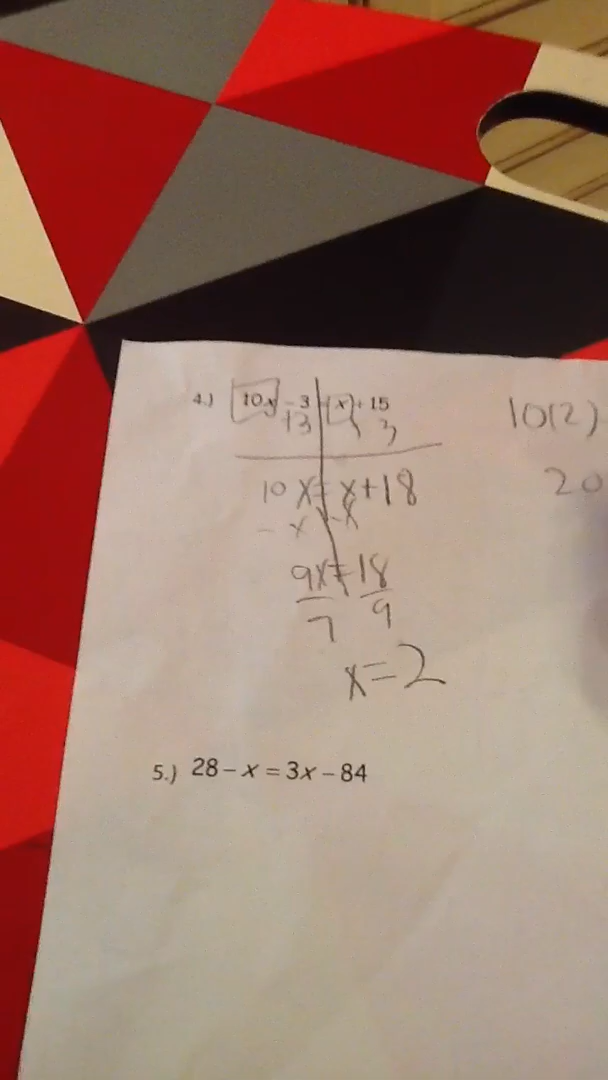 4.) 10x - 3 = x + 15
+3 3
10x = x + 18
- x - x
9x = 18
7 9
x = 2
10(2)
20
5.) 28 – x = 3x – 84